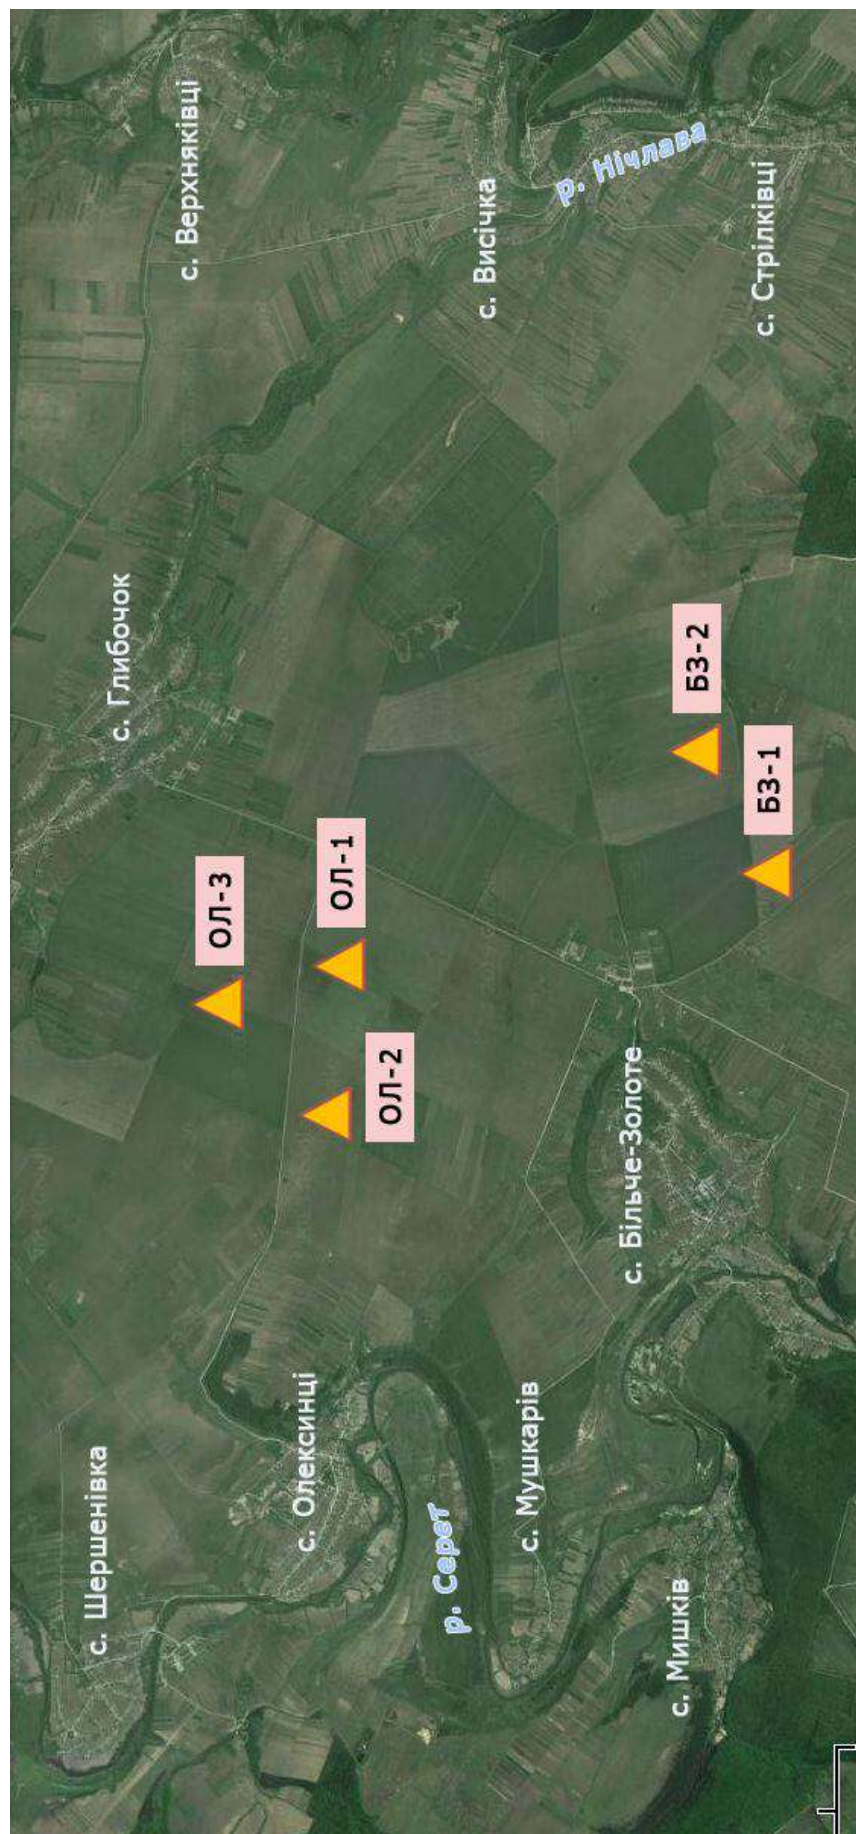 с. Шершенівка
с. Глибочок
с. Верхняківці
ОЛ-3
с. Олексинці
ОЛ-1
ОЛ-2
р. Серет
с. Висічка
с. Мушкарів
с. Більче-Золоте
р. Нічлава
с. Мишків
БЗ-2
с. Стрілківці
БЗ-1